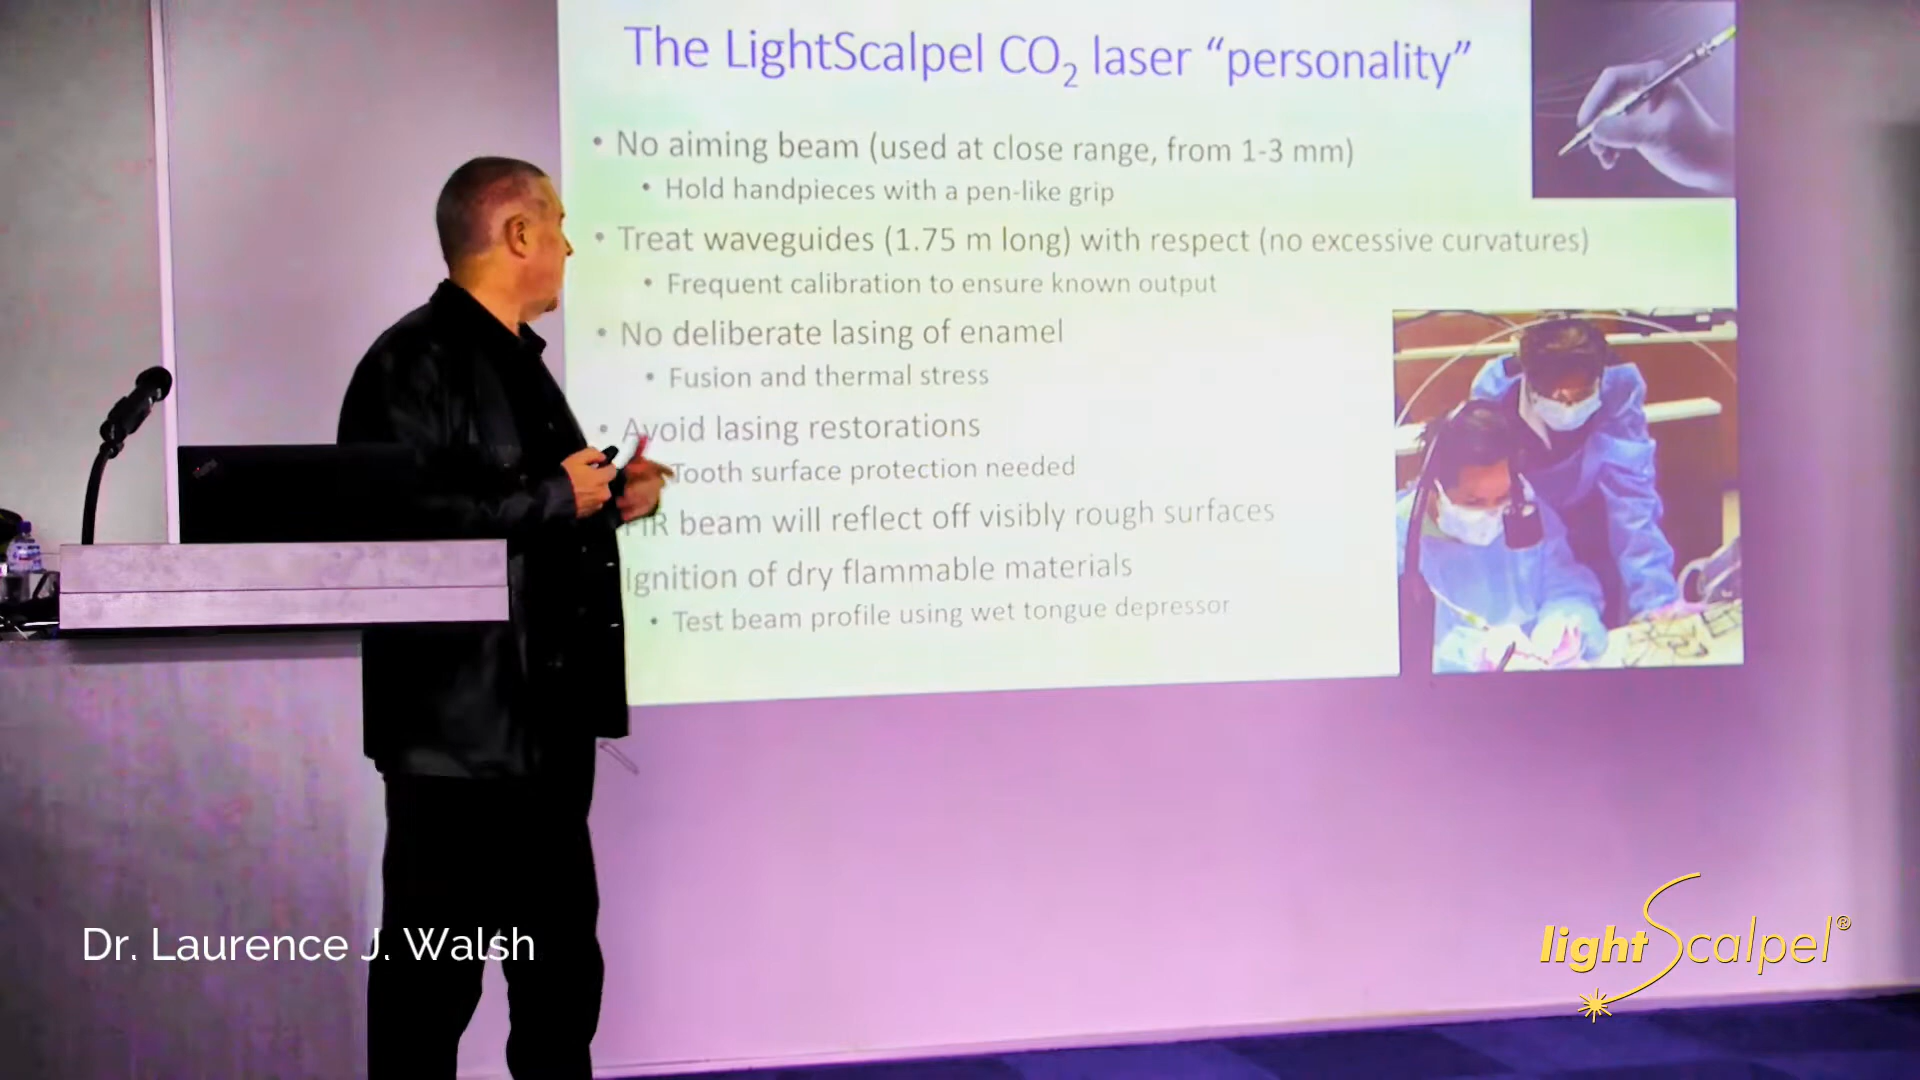 The LightScalpel CO₂ laser “personality”
• No aiming beam (used at close range, from 1-3 mm)
• Hold handpieces with a pen-like grip
• Treat waveguides (1.75 m long) with respect (no excessive curvatures)
• Frequent calibration to ensure known output
• No deliberate lasing of enamel
• Fusion and thermal stress
• Avoid lasing restorations
Tooth surface protection needed
beam will reflect off visibly rough surfaces
Ignition of dry flammable materials
• Test beam profile using wet tongue depressor
Dr. Laurence J. Walsh
lightScalpel®